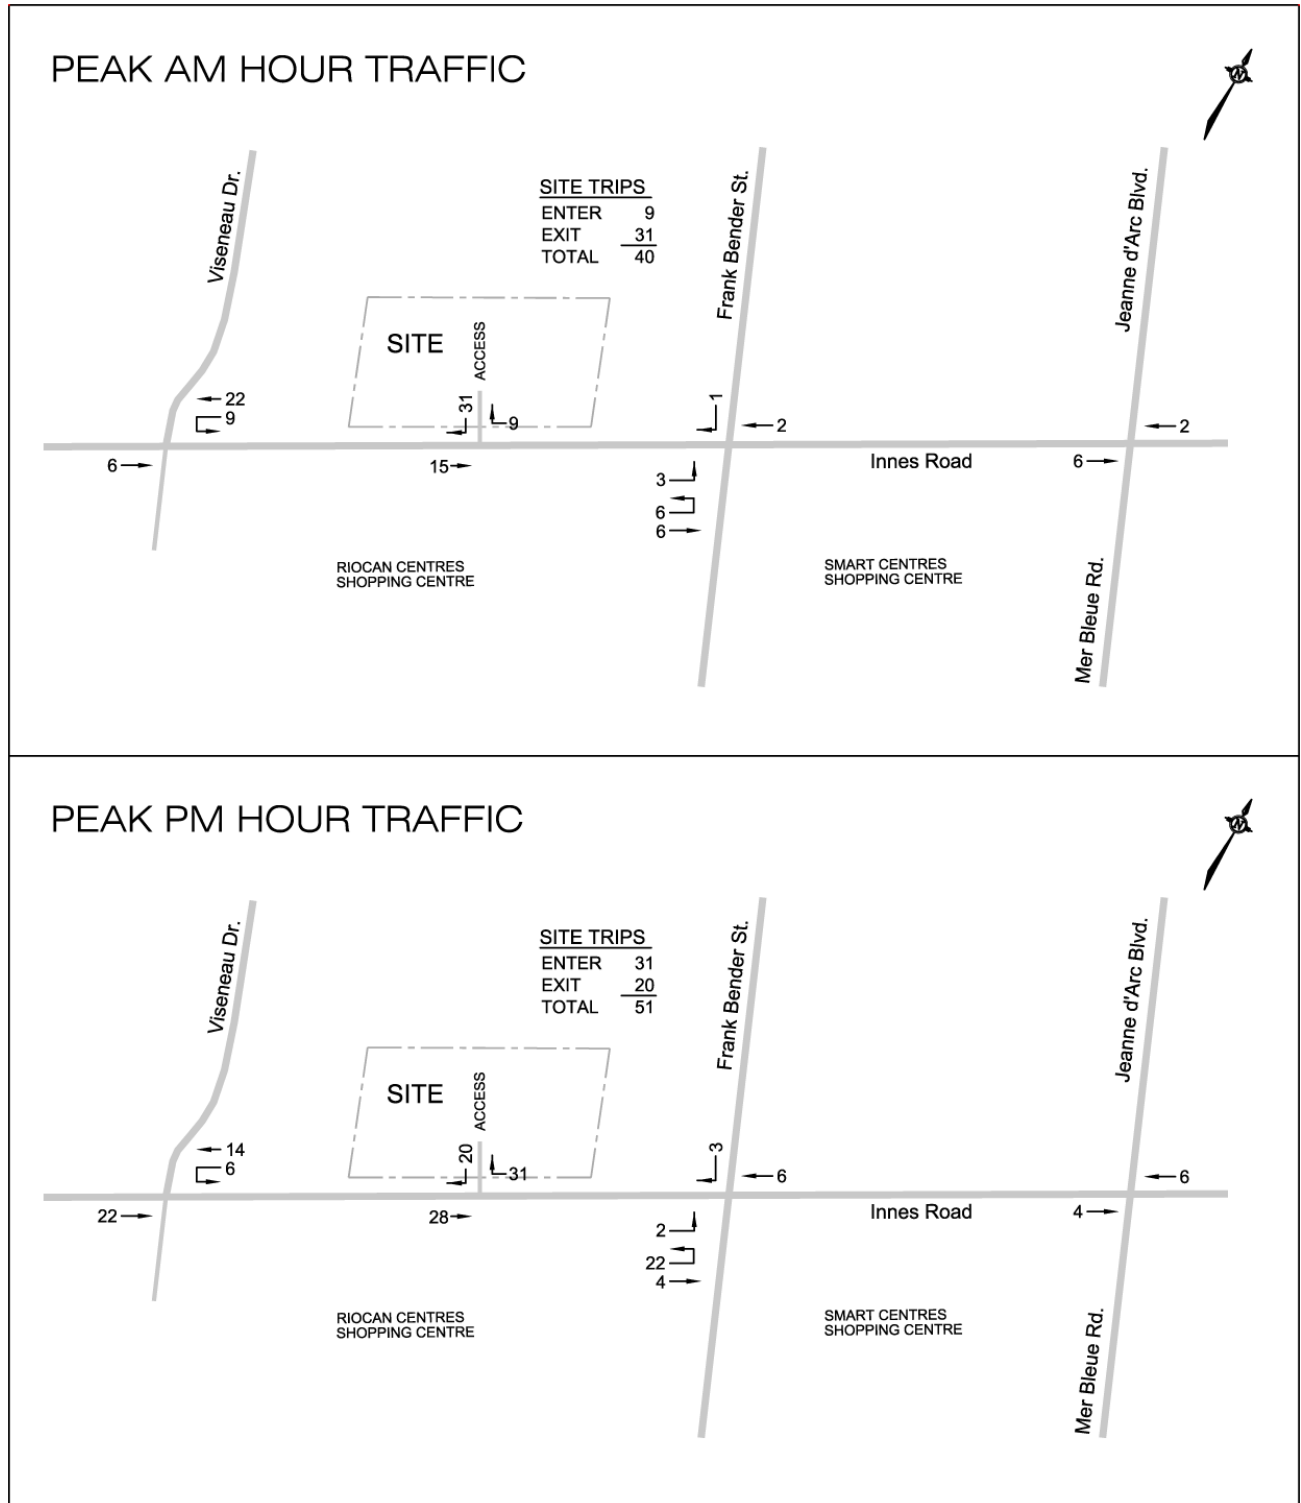 PEAK AM HOUR TRAFFIC
N
Viseneau Dr.
SITE TRIPS
ENTER 9
EXIT 31
TOTAL 40
Frank Bender St.
Jeanne d'Arc Blvd.
SITE
ACCESS
22
9
31
9
1
2
2
6
15
Innes Road
6
3
6
6
RIOCAN CENTRES
SHOPPING CENTRE
SMART CENTRES
SHOPPING CENTRE
Mer Bleue Rd.
PEAK PM HOUR TRAFFIC
N
Viseneau Dr.
SITE TRIPS
ENTER 31
EXIT 20
TOTAL 51
Frank Bender St.
Jeanne d'Arc Blvd.
SITE
ACCESS
14
6
20
31
3
6
6
22
28
Innes Road
4
2
22
4
RIOCAN CENTRES
SHOPPING CENTRE
SMART CENTRES
SHOPPING CENTRE
Mer Bleue Rd.